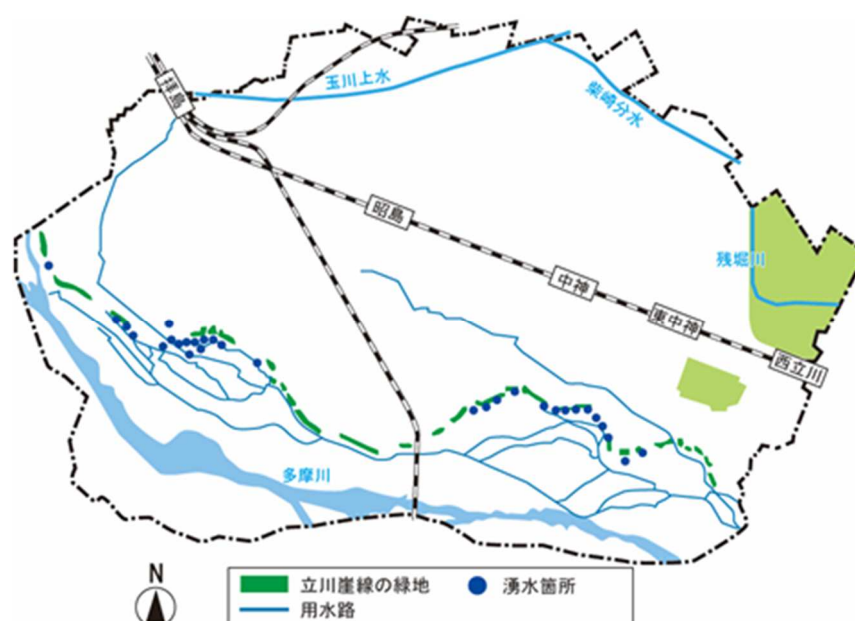 玉川上水
柴崎分水
拝島
昭島
残堀川
中神
東中神
西立川
多摩川
N
立川崖線の緑地
湧水箇所
用水路